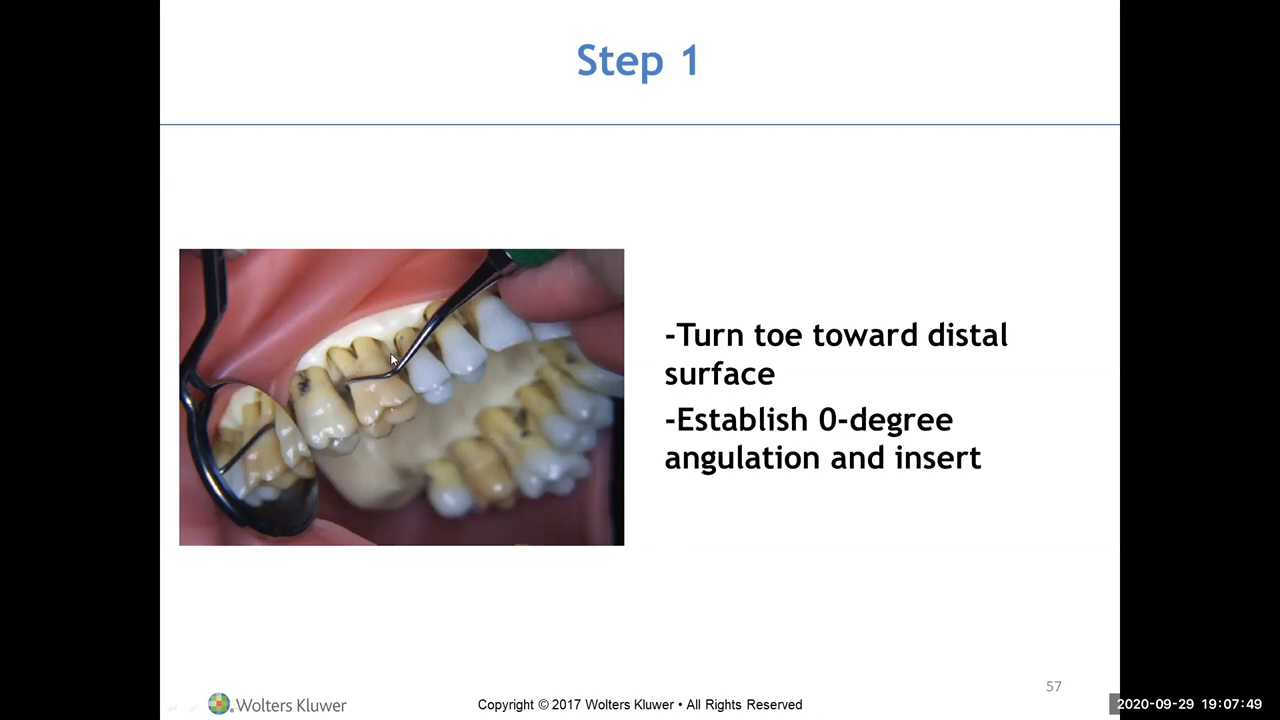 Step 1
-Turn toe toward distal
surface
-Establish 0-degree
angulation and insert
57
Wolters Kluwer
Copyright © 2017 Wolters Kluwer • All Rights Reserved
2020-09-29 19:07:49